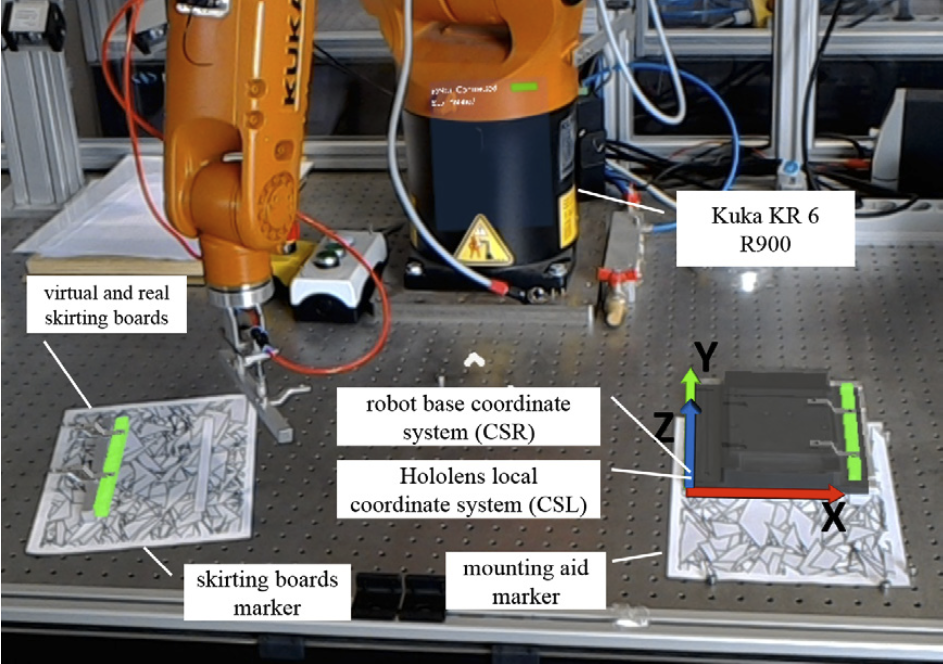 KUKA
Kuka KR 6
R900
virtual and real
skirting boards
Y
robot base coordinate
system (CSR)
Z
Hololens local
coordinate system (CSL)
X
skirting boards
marker
mounting aid
marker